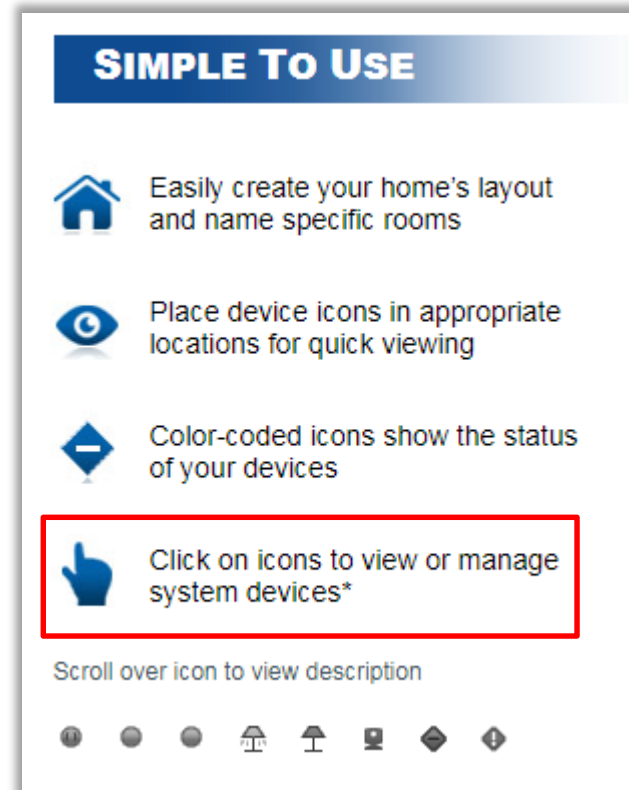 SIMPLE TO USE
Easily create your home's layout
and name specific rooms
Place device icons in appropriate
locations for quick viewing
Color-coded icons show the status
of your devices
Click on icons to view or manage
system devices*
Scroll over icon to view description